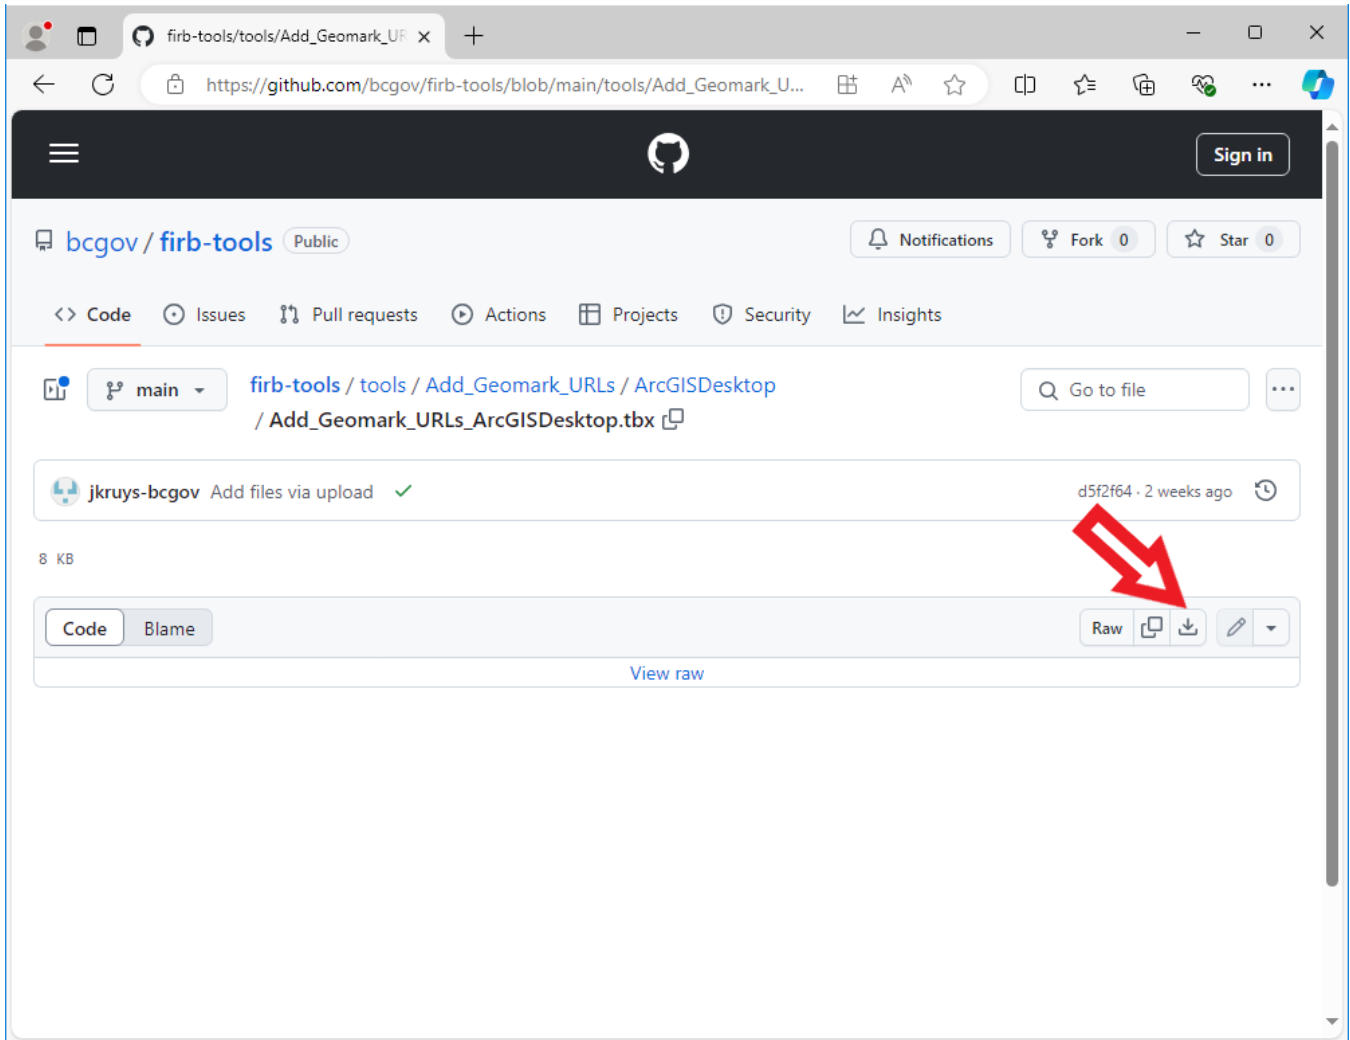 firb-tools/tools/Add_Geomark_UR
https://github.com/bcgov/firb-tools/blob/main/tools/Add_Geomark_U...
Sign in
bcgov / firb-tools Public
Notifications Fork 0 Star 0
Code Issues Pull requests Actions Projects Security Insights
main
firb-tools / tools / Add_Geomark_URLs / ArcGISDesktop
/ Add_Geomark_URLs_ArcGISDesktop.tbx
Go to file
jkruys-bcgov Add files via upload
d5f2f64 · 2 weeks ago
8 KB
Code Blame
Raw
View raw